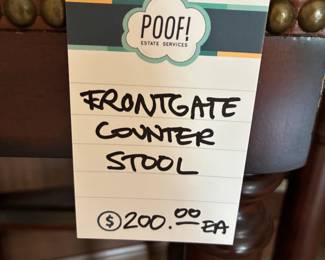 POOF!
ESTATE SERVICES
FRONTGATE
COUNTER
STOOL
$200.00 EA